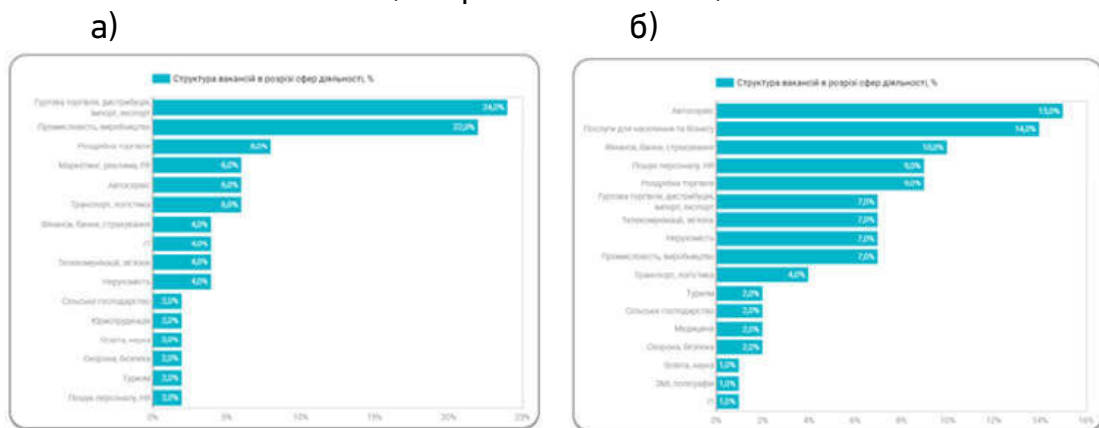 а)
б)
Структура вакансій в розрізі сфер діяльності, %
Гуртова торгівля, дистрибуція,
імпорт, експорт
24,0%
Промисловість, виробництво
22,0%
Роздрібна торгівля
8,0%
Маркетинг, реклама, PR
6,0%
Автосервіс
6,0%
Транспорт, логістика
6,0%
Фінанси, банки, страхування
4,0%
IT
4,0%
Телекомунікації, зв'язок
4,0%
Нерухомість
4,0%
Сільське господарство
2,0%
Юриспруденція
2,0%
Освіта, наука
2,0%
Охорона, безпека
2,0%
Туризм
2,0%
Пошук персоналу, HR
2,0%
0%
5%
10%
15%
20%
25%
Структура вакансій в розрізі сфер діяльності, %
Автосервіс
15,0%
Послуги для населення та бізнесу
14,0%
Фінанси, банки, страхування
10,0%
Пошук персоналу, HR
9,0%
Роздрібна торгівля
9,0%
Гуртова торгівля, дистрибуція,
імпорт, експорт
7,0%
Телекомунікації, зв'язок
7,0%
Нерухомість
7,0%
Промисловість, виробництво
7,0%
Транспорт, логістика
4,0%
Туризм
2,0%
Сільське господарство
2,0%
Медицина
2,0%
Охорона, безпека
2,0%
Освіта, наука
1,0%
ЗМІ, поліграфія
1,0%
IT
1,0%
0%
2%
4%
6%
8%
10%
12%
14%
16%